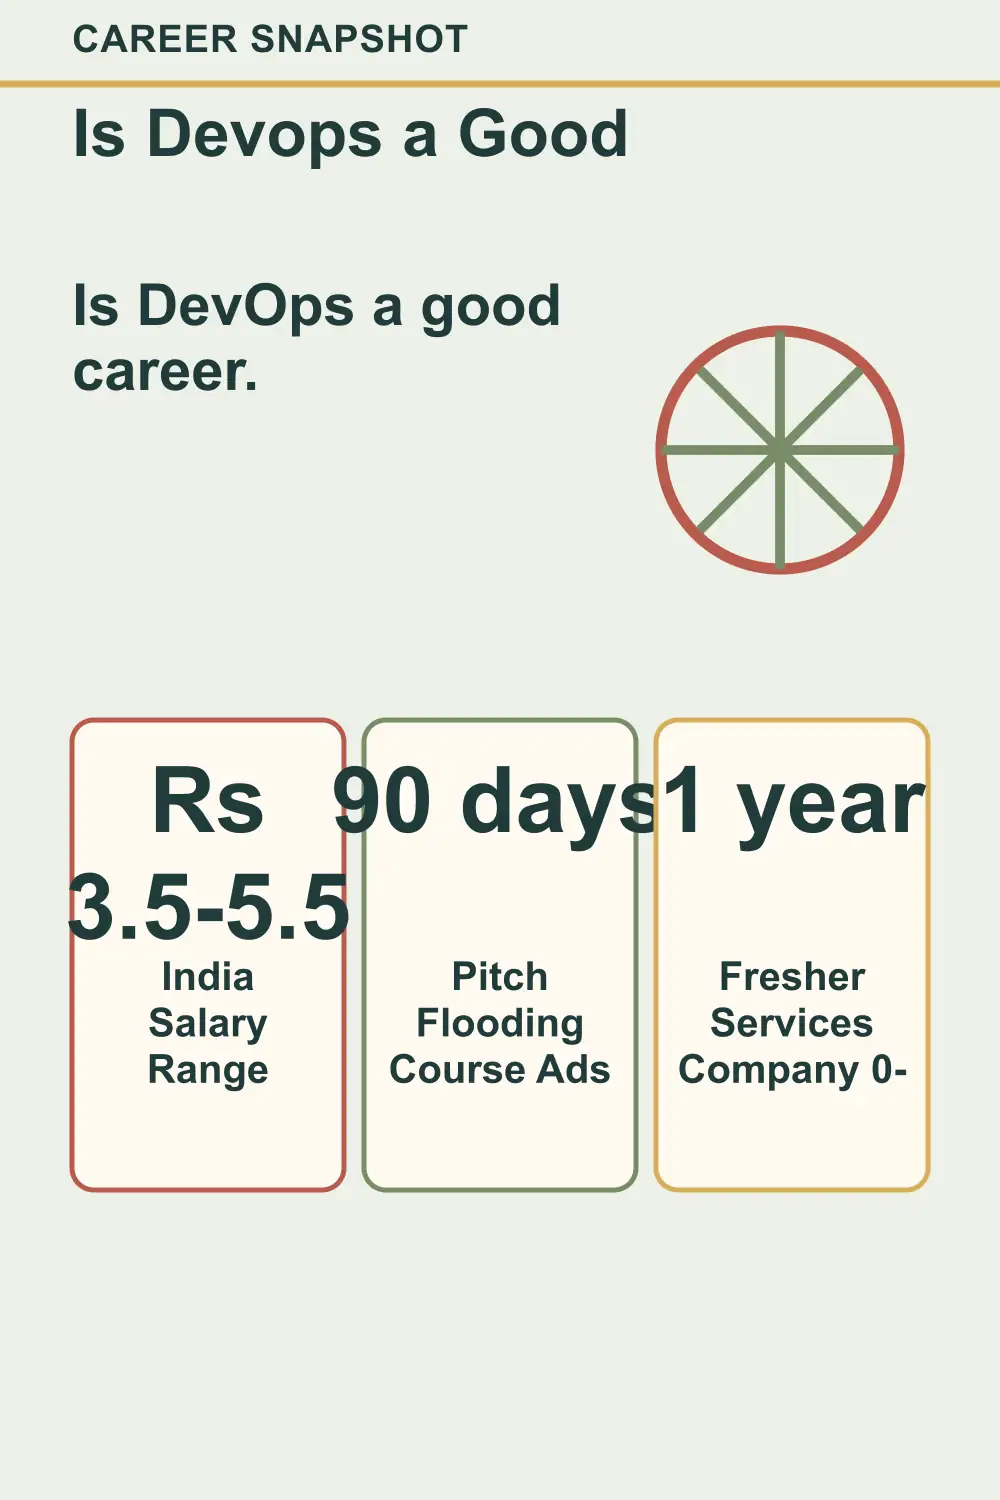 CAREER SNAPSHOT
Is Devops a Good
Is DevOps a good
career.
Rs
3.5-5.5
India
Salary
Range
90 days
Pitch
Flooding
Course Ads
1 year
Fresher
Services
Company 0-